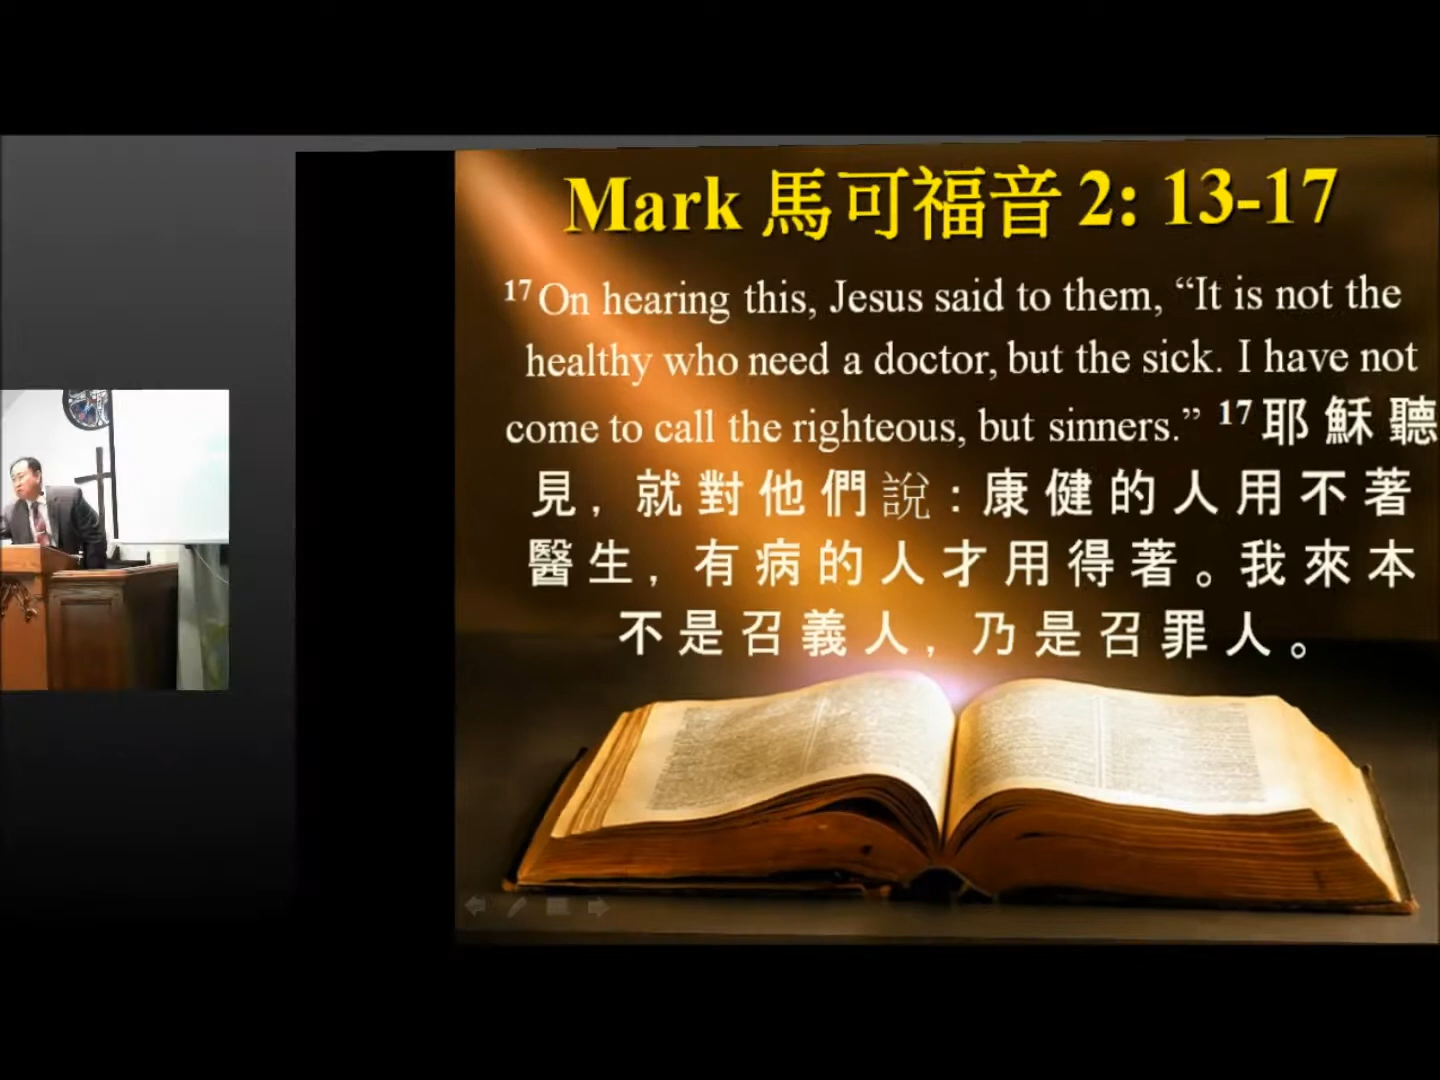 Mark 馬可福音 2: 13-17
17 On hearing this, Jesus said to them, “It is not the
healthy who need a doctor, but the sick. I have not
come to call the righteous, but sinners.” 17 耶穌聽
見，就對他們說：康健的人用不著
醫生，有病的人才用得著。我來本
不是召義人，乃是召罪人。